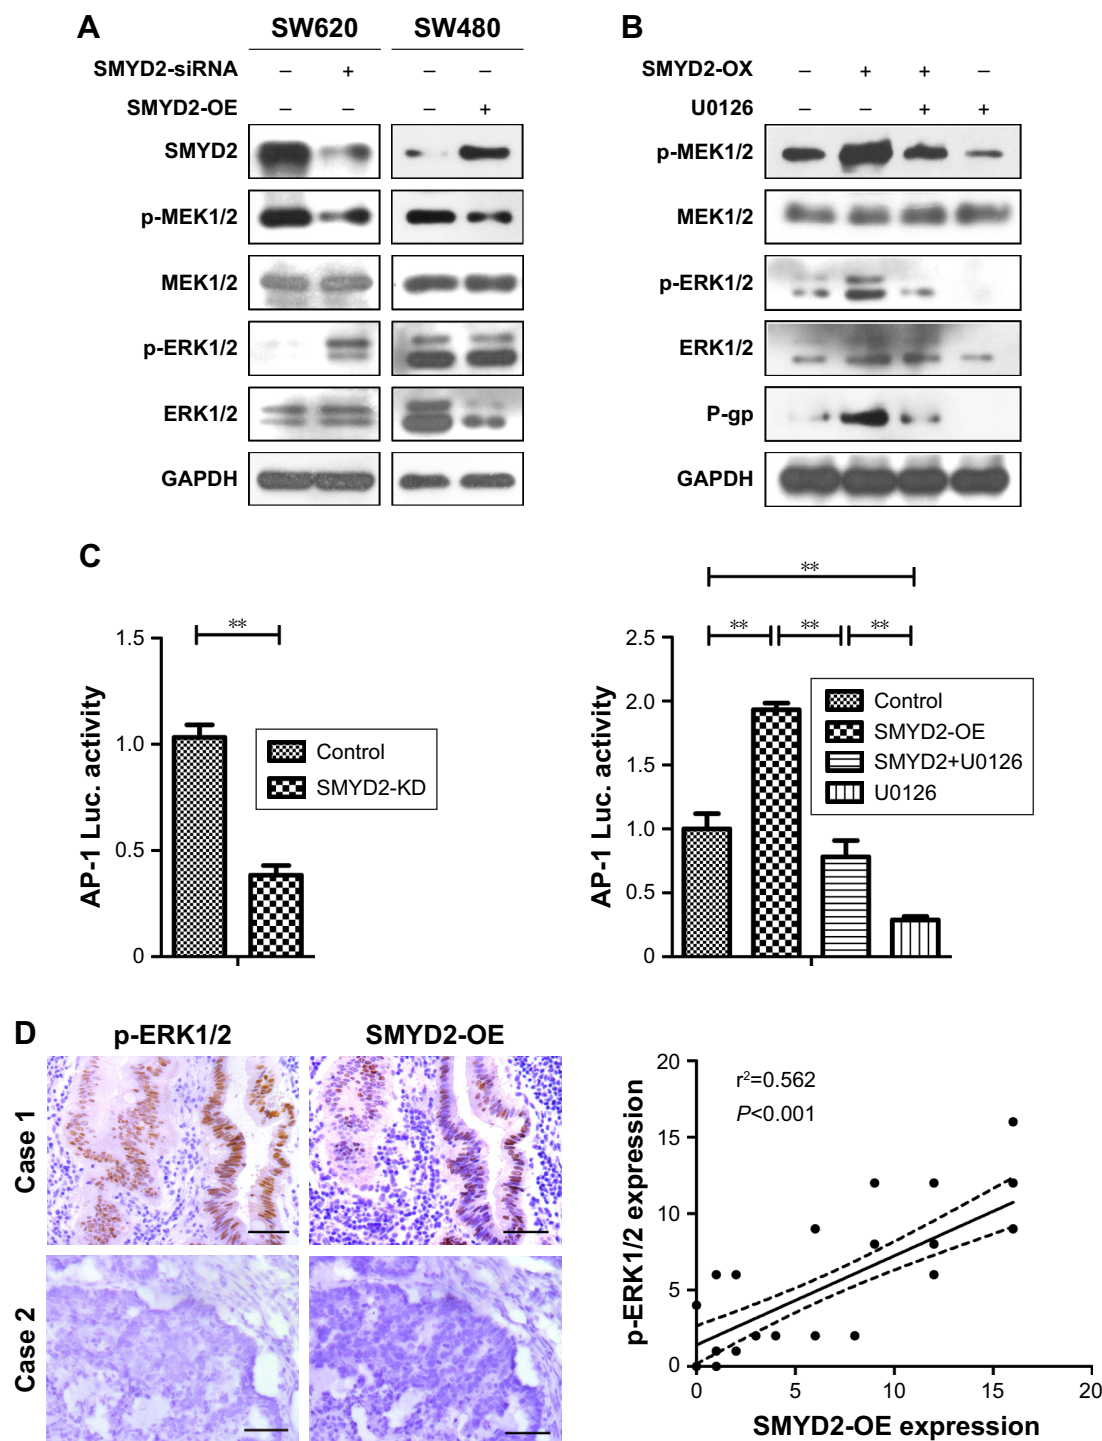 A
SW620 SW480
SMYD2-siRNA – + – –
SMYD2-OE – – – +
SMYD2
p-MEK1/2
MEK1/2
p-ERK1/2
ERK1/2
GAPDH
B
SMYD2-OX – + + –
U0126 – – + +
p-MEK1/2
MEK1/2
p-ERK1/2
ERK1/2
P-gp
GAPDH
C
AP-1 Luc. activity
1.5
1.0
0.5
0
**
Control
SMYD2-KD
AP-1 Luc. activity
2.5
2.0
1.5
1.0
0.5
0
**
** ** **
Control
SMYD2-OE
SMYD2+U0126
U0126
D
p-ERK1/2 SMYD2-OE
Case 1
Case 2
p-ERK1/2 expression
20
15
10
5
0
r²=0.562
P<0.001
0 5 10 15 20
SMYD2-OE expression